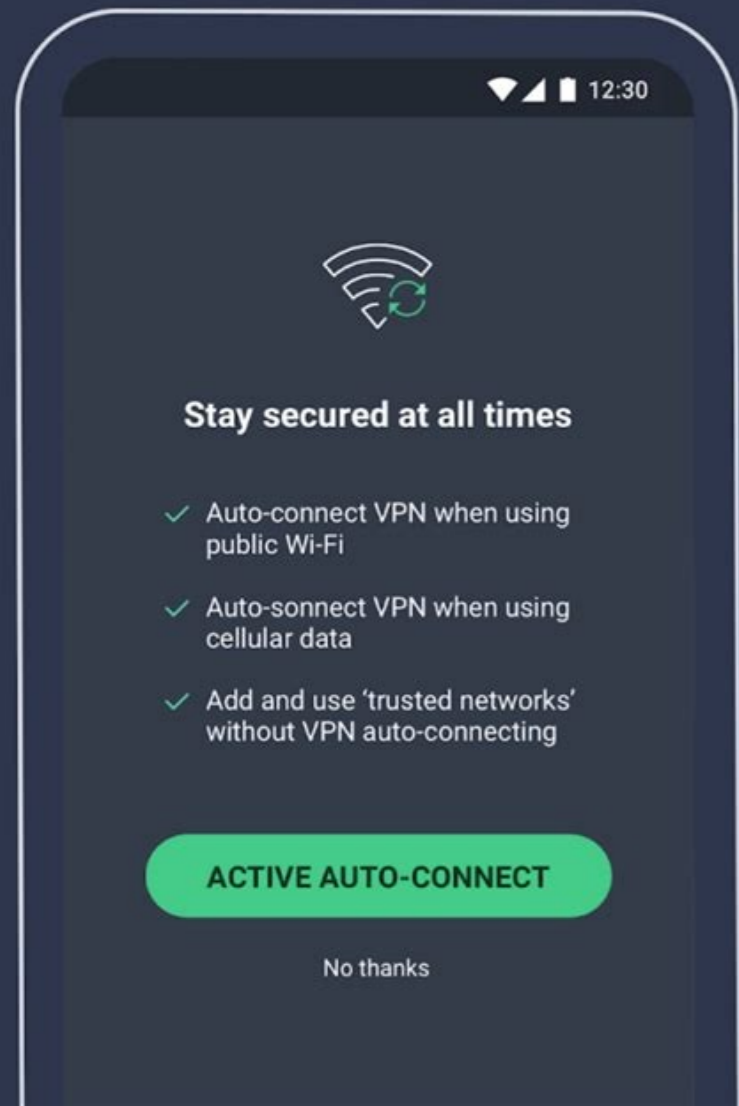 12:30
Stay secured at all times
Auto-connect VPN when using
public Wi-Fi
Auto-sonnect VPN when using
cellular data
Add and use ‘trusted networks’
without VPN auto-connecting
ACTIVE AUTO-CONNECT
No thanks